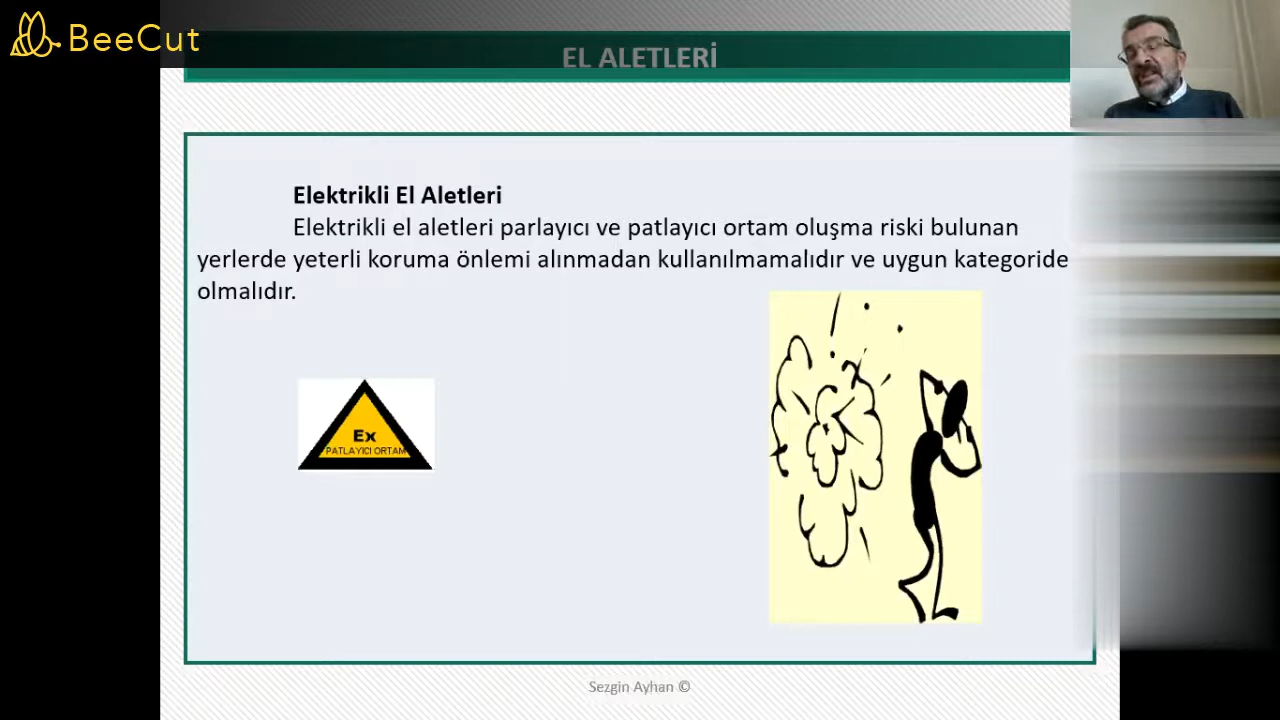 BeeCut
EL ALETLERİ
Elektrikli El Aletleri
Elektrikli el aletleri parlayıcı ve patlayıcı ortam oluşma riski bulunan
yerlerde yeterli koruma önlemi alınmadan kullanılmamalıdır ve uygun kategoride
olmalıdır.
Ex
PATLAYICI ORTAM
Sezgin Ayhan ©